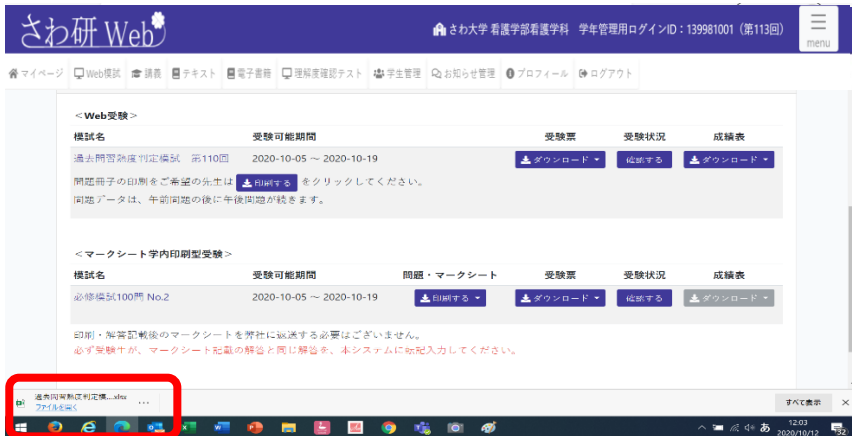 さわ研 Web
さわ大学 看護学部看護学科　学年管理用ログインID：139981001（第113回）
menu
マイページ Web模試 講義 テキスト 電子書籍 理解度確認テスト 学生管理 お知らせ管理 プロフィール ログアウト
＜Web受験＞
模試名 受験可能期間 受験票 受験状況 成績表
過去問習熟度判定模試　第110回 2020-10-05 ～ 2020-10-19 ダウンロード 確認する ダウンロード
問題冊子の印刷をご希望の先生は 印刷する をクリックしてください。
問題データは、午前問題の後に午後問題が続きます。
＜マークシート学内印刷型受験＞
模試名 受験可能期間 問題・マークシート 受験票 受験状況 成績表
必修模試100問 No.2 2020-10-05 ～ 2020-10-19 印刷する ダウンロード 確認する ダウンロード
印刷・解答記載後のマークシートを弊社に返送する必要はございません。
必ず受験生が、マークシート記載の解答と同じ解答を、本システムに転記入力してください。
過去問習熟度判定模....xlsx ...
ファイルを開く
すべて表示
あ 12:03
2020/10/12
32